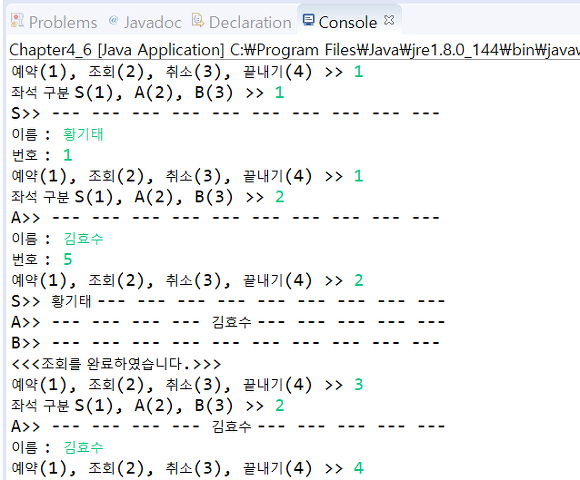 Problems @ Javadoc Declaration Console
Chapter4_6 [Java Application] C:₩Program Files₩Java₩jre1.8.0_144₩bin₩javaw
예약(1), 조회(2), 취소(3), 끝내기(4) >> 1
좌석 구분 S(1), A(2), B(3) >> 1
S>> --- --- --- --- --- --- --- --- --- ---
이름 : 황기태
번호 : 1
예약(1), 조회(2), 취소(3), 끝내기(4) >> 1
좌석 구분 S(1), A(2), B(3) >> 2
A>> --- --- --- --- --- --- --- --- --- ---
이름 : 김효수
번호 : 5
예약(1), 조회(2), 취소(3), 끝내기(4) >> 2
S>> 황기태 --- --- --- --- --- --- --- --- ---
A>> --- --- --- --- 김효수 --- --- --- --- ---
B>> --- --- --- --- --- --- --- --- --- ---
<<<조회를 완료하였습니다.>>>
예약(1), 조회(2), 취소(3), 끝내기(4) >> 3
좌석 구분 S(1), A(2), B(3) >> 2
A>> --- --- --- --- 김효수 --- --- --- --- ---
이름 : 김효수
예약(1), 조회(2), 취소(3), 끝내기(4) >> 4